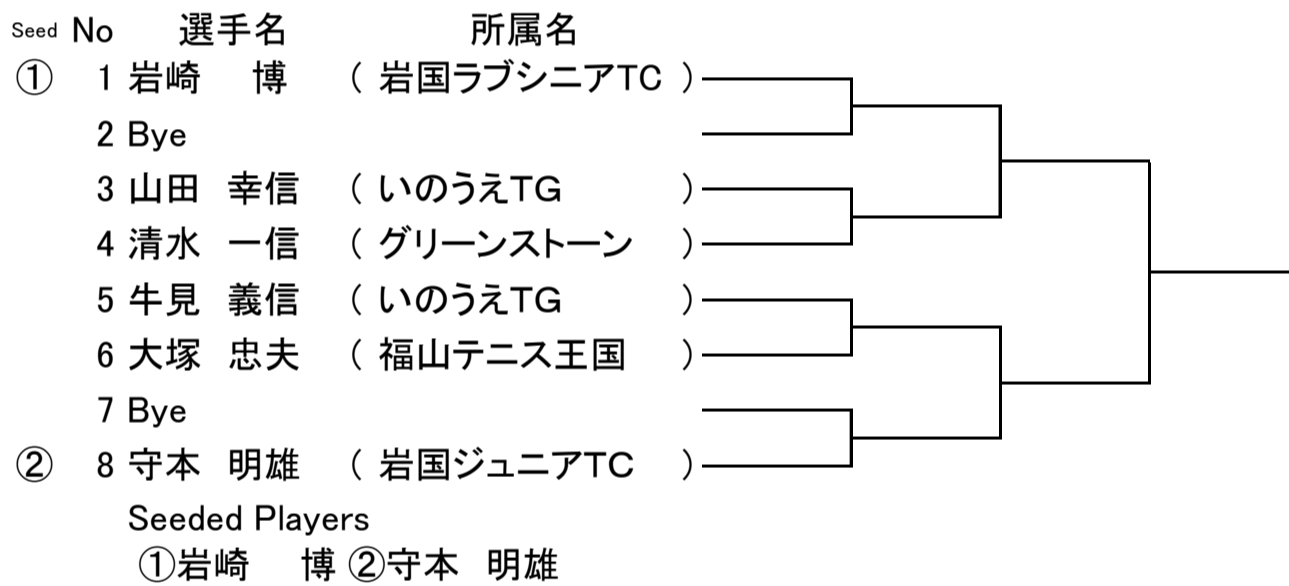 Seed No 選手名 所属名
① 1 岩崎 博 ( 岩国ラブシニアTC )
2 Bye
3 山田 幸信 ( いのうえTG )
4 清水 一信 ( グリーンストーン )
5 牛見 義信 ( いのうえTG )
6 大塚 忠夫 ( 福山テニス王国 )
7 Bye
② 8 守本 明雄 ( 岩国ジュニアTC )
Seeded Players
①岩崎 博 ②守本 明雄